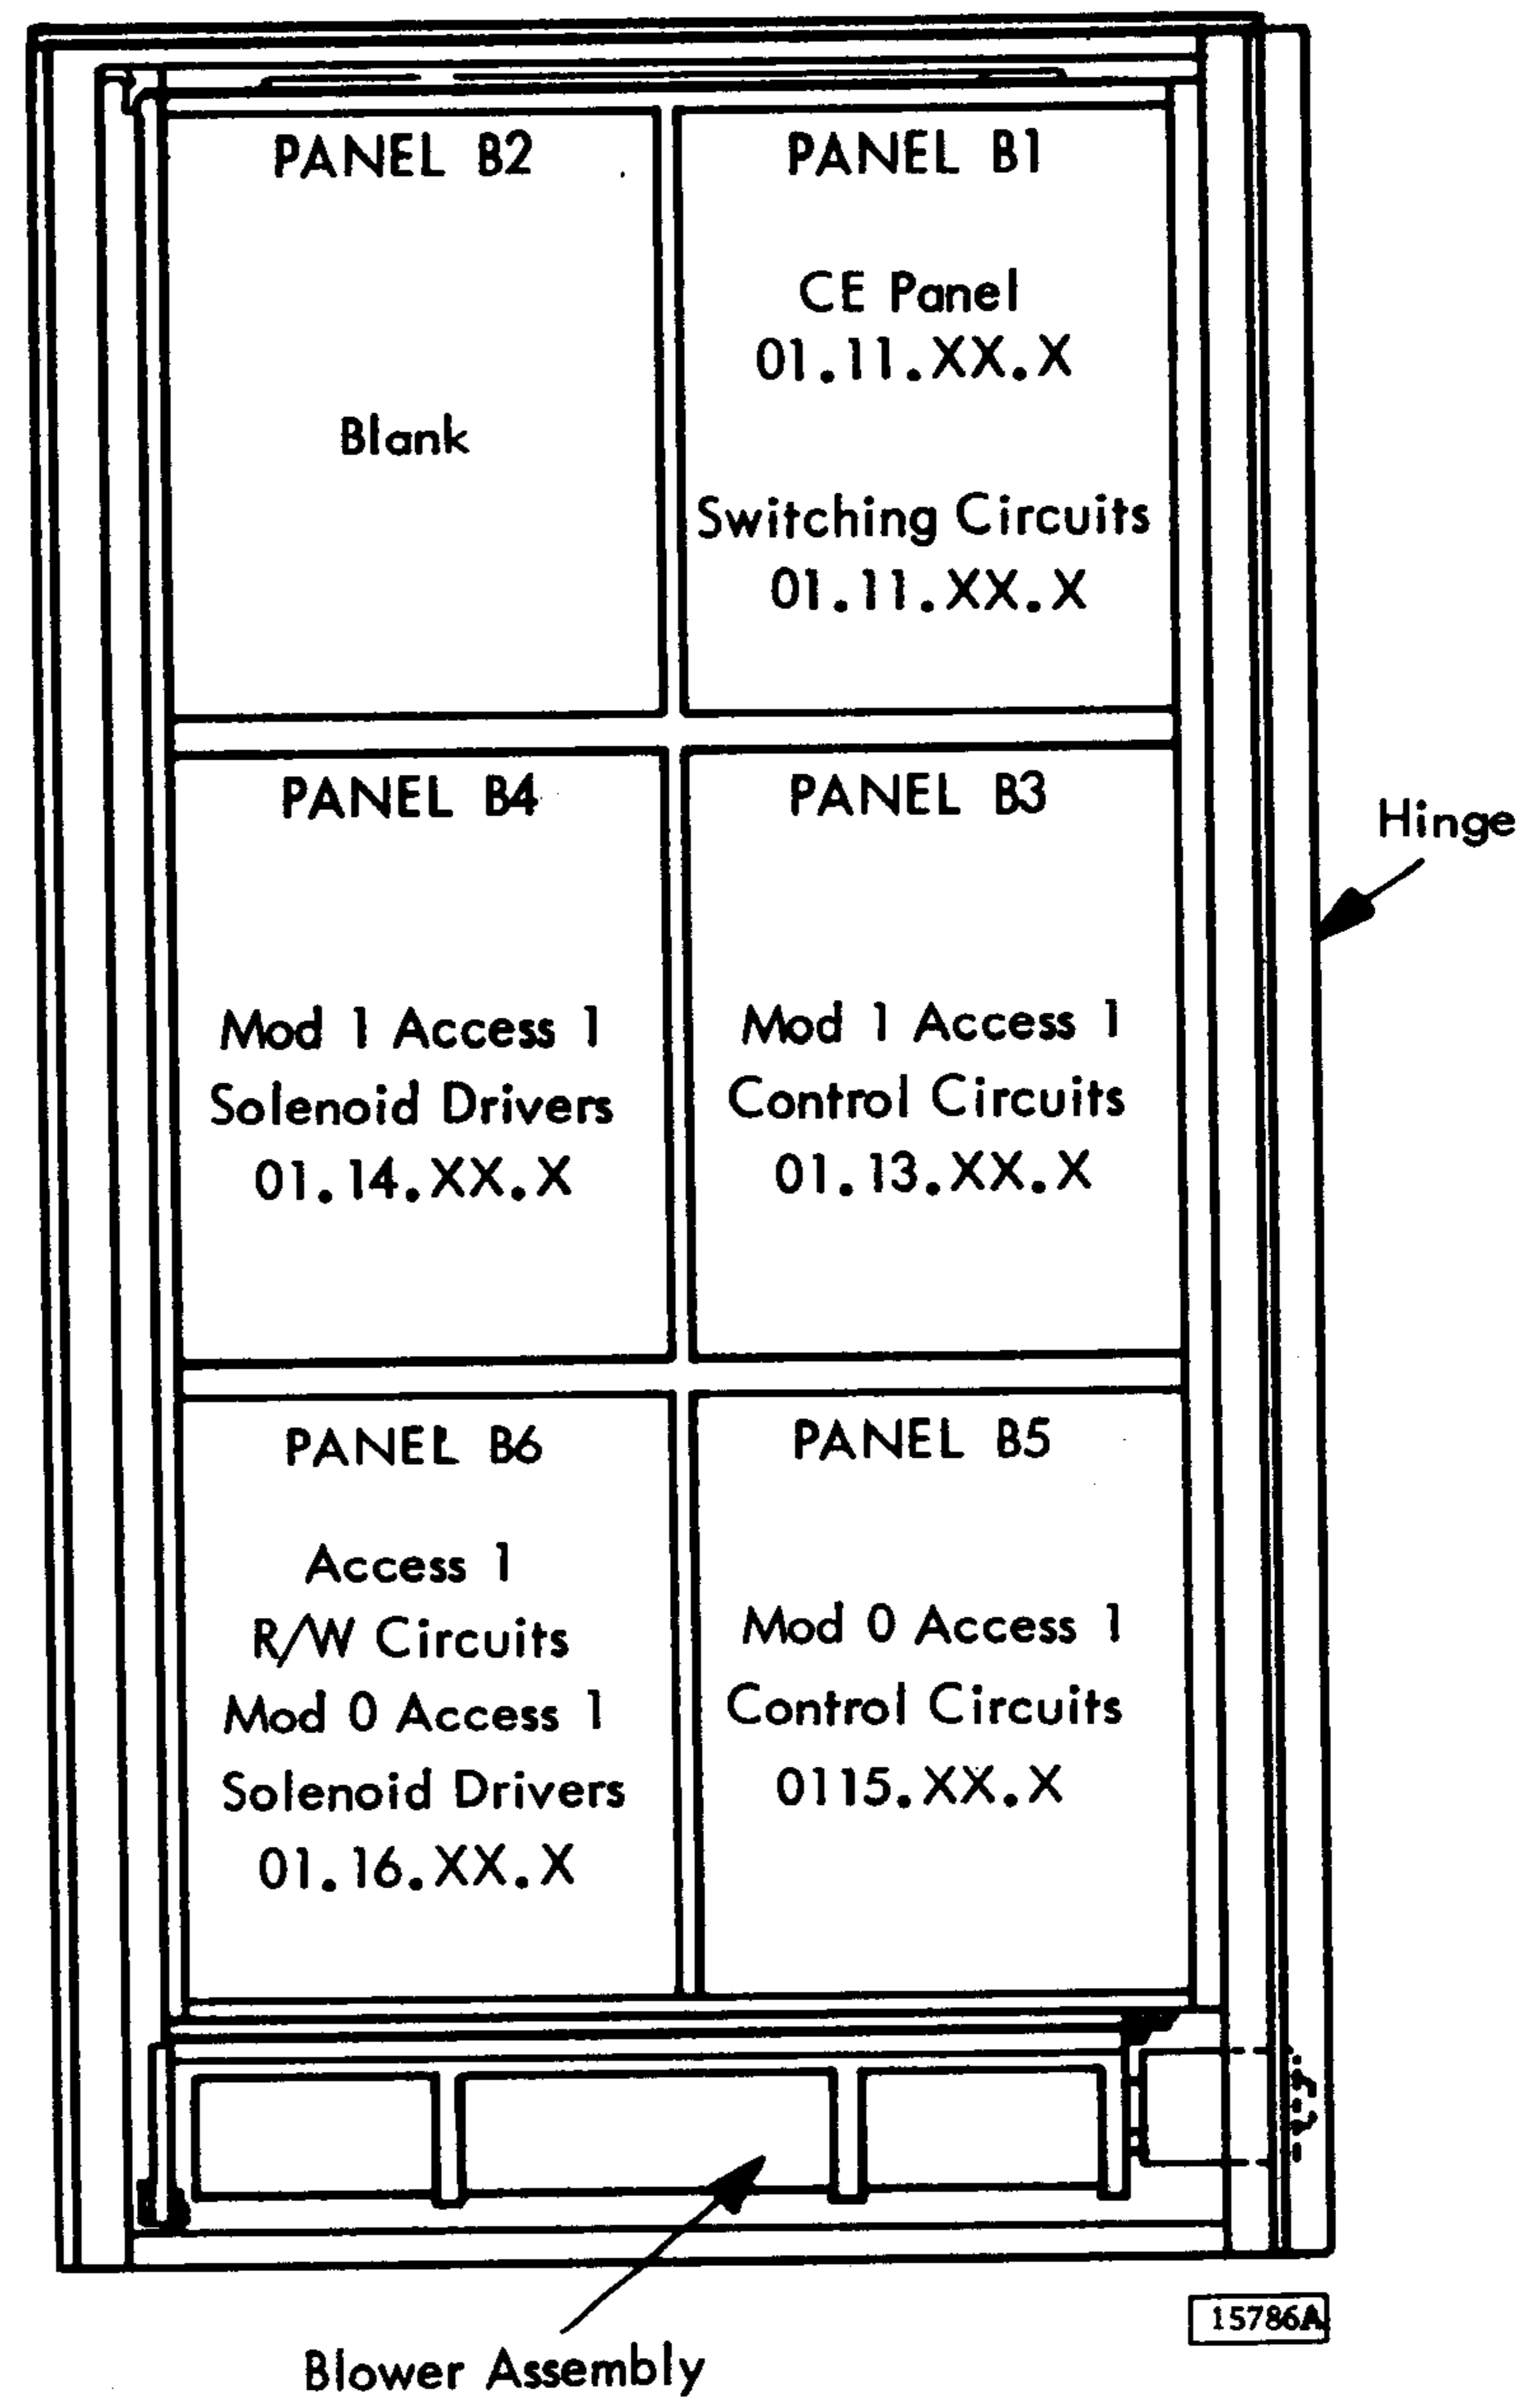 PANEL B2
Blank
PANEL B1
CE Panel
01.11.XX.X
Switching Circuits
01.11.XX.X
PANEL B4
Mod 1 Access 1
Solenoid Drivers
01.14.XX.X
PANEL B3
Mod 1 Access 1
Control Circuits
01.13.XX.X
Hinge
PANEL B6
Access 1
R/W Circuits
Mod 0 Access 1
Solenoid Drivers
01.16.XX.X
PANEL B5
Mod 0 Access 1
Control Circuits
0115.XX.X
15786A
Blower Assembly